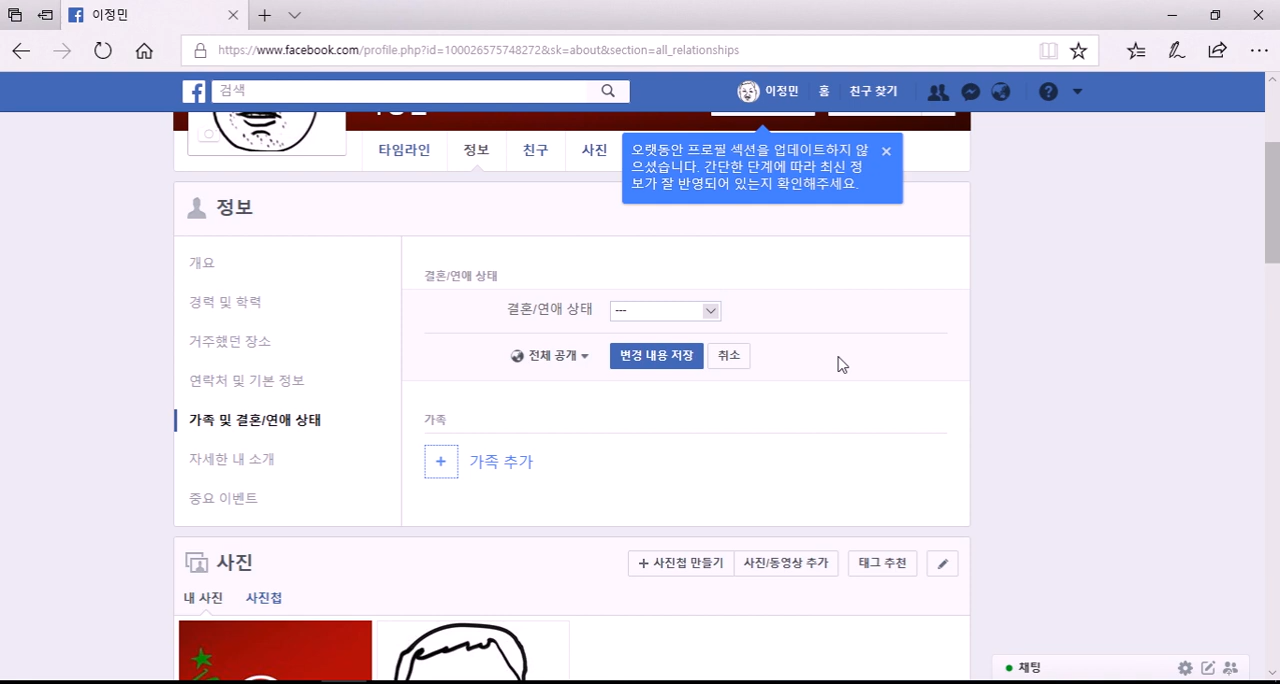 이정민
https://www.facebook.com/profile.php?id=100026575748272&sk=about&section=all_relationships
검색
이정민
홈
친구 찾기
타임라인
정보
친구
사진
오랫동안 프로필 섹션을 업데이트하지 않
으셨습니다. 간단한 단계에 따라 최신 정
보가 잘 반영되어 있는지 확인해주세요.
정보
개요
경력 및 학력
거주했던 장소
연락처 및 기본 정보
가족 및 결혼/연애 상태
자세한 내 소개
중요 이벤트
결혼/연애 상태
결혼/연애 상태
---
전체 공개
변경 내용 저장
취소
가족
+ 가족 추가
사진
+ 사진첩 만들기
사진/동영상 추가
태그 추천
내 사진
사진첩
채팅